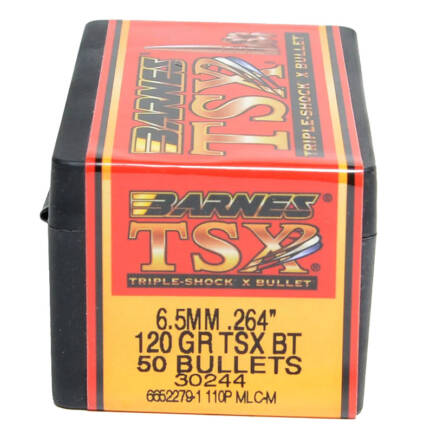 BARNES
TSX
TRIPLE-SHOCK X BULLET
BARNES®
TSX®
TRIPLE-SHOCK X BULLET
6.5MM .264"
120 GR TSX BT
50 BULLETS
30244
6652279-1 110P MLC-M